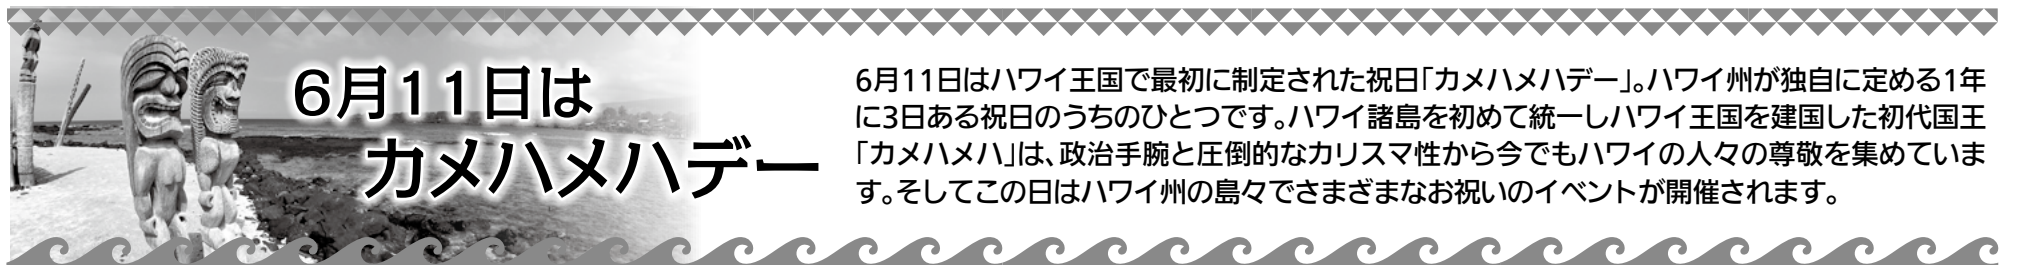 6月11日は
カメハメハデー
6月11日はハワイ王国で最初に制定された祝日「カメハメハデー」。ハワイ州が独自に定める1年
に3日ある祝日のうちのひとつです。ハワイ諸島を初めて統一しハワイ王国を建国した初代国王
「カメハメハ」は、政治手腕と圧倒的なカリスマ性から今でもハワイの人々の尊敬を集めていま
す。そしてこの日はハワイ州の島々でさまざまなお祝いのイベントが開催されます。